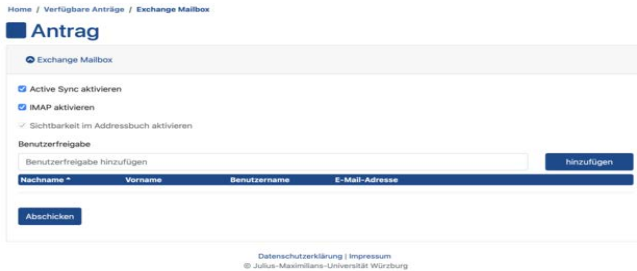 Home / Verfügbare Anträge / Exchange Mailbox
Antrag
Exchange Mailbox
Active Sync aktivieren
IMAP aktivieren
Sichtbarkeit im Addressbuch aktivieren
Benutzerfreigabe
Benutzerfreigabe hinzufügen hinzufügen
Nachname Vorname Benutzername E-Mail-Adresse
Abschicken
Datenschutzerklärung | Impressum
© Julius-Maximilians-Universität Würzburg